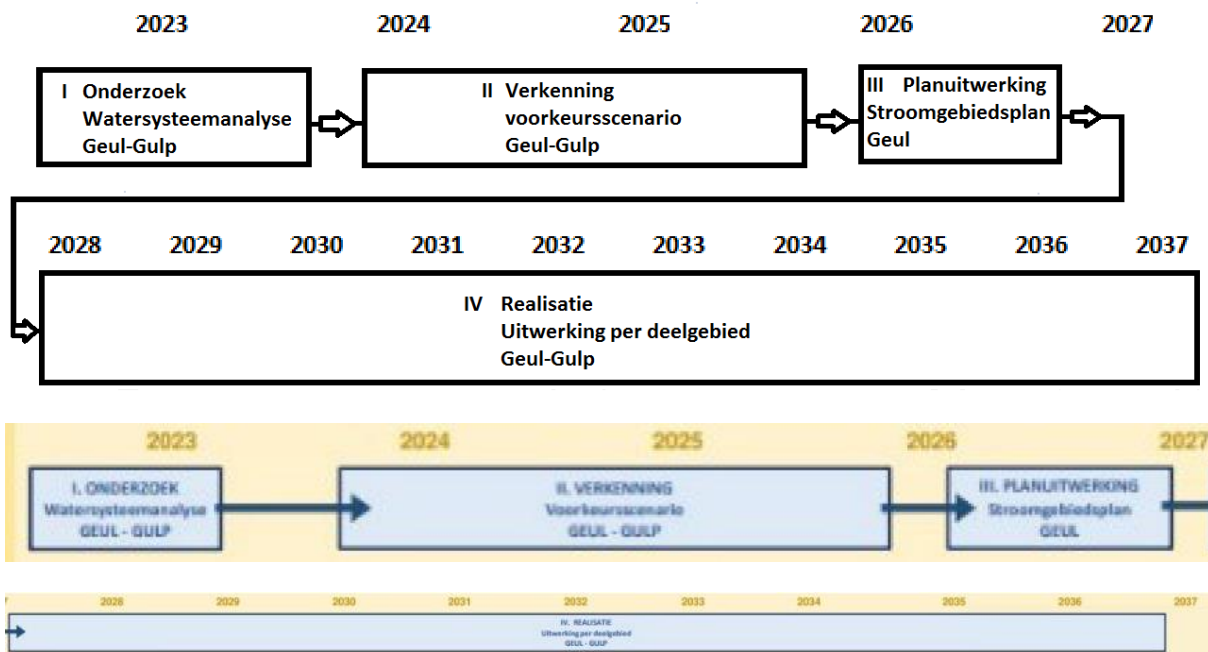 2023 2024 2025 2026 2027
I Onderzoek
Watersysteemanalyse
Geul-Gulp
II Verkenning
voorkeursscenario
Geul-Gulp
III Planuitwerking
Stroomgebiedsplan
Geul
2028 2029 2030 2031 2032 2033 2034 2035 2036 2037
IV Realisatie
Uitwerking per deelgebied
Geul-Gulp
2023 2024 2025 2026 2027
I. ONDERZOEK
Watersysteemanalyse
GEUL - GULP
II. VERKENNING
Voorkeursscenario
GEUL - GULP
III. PLANUITWERKING
Stroomgebiedsplan
GEUL
2028 2029 2030 2031 2032 2033 2034 2035 2036 2037
IV. REALISATIE
Uitwerking per deelgebied
GEUL - GULP